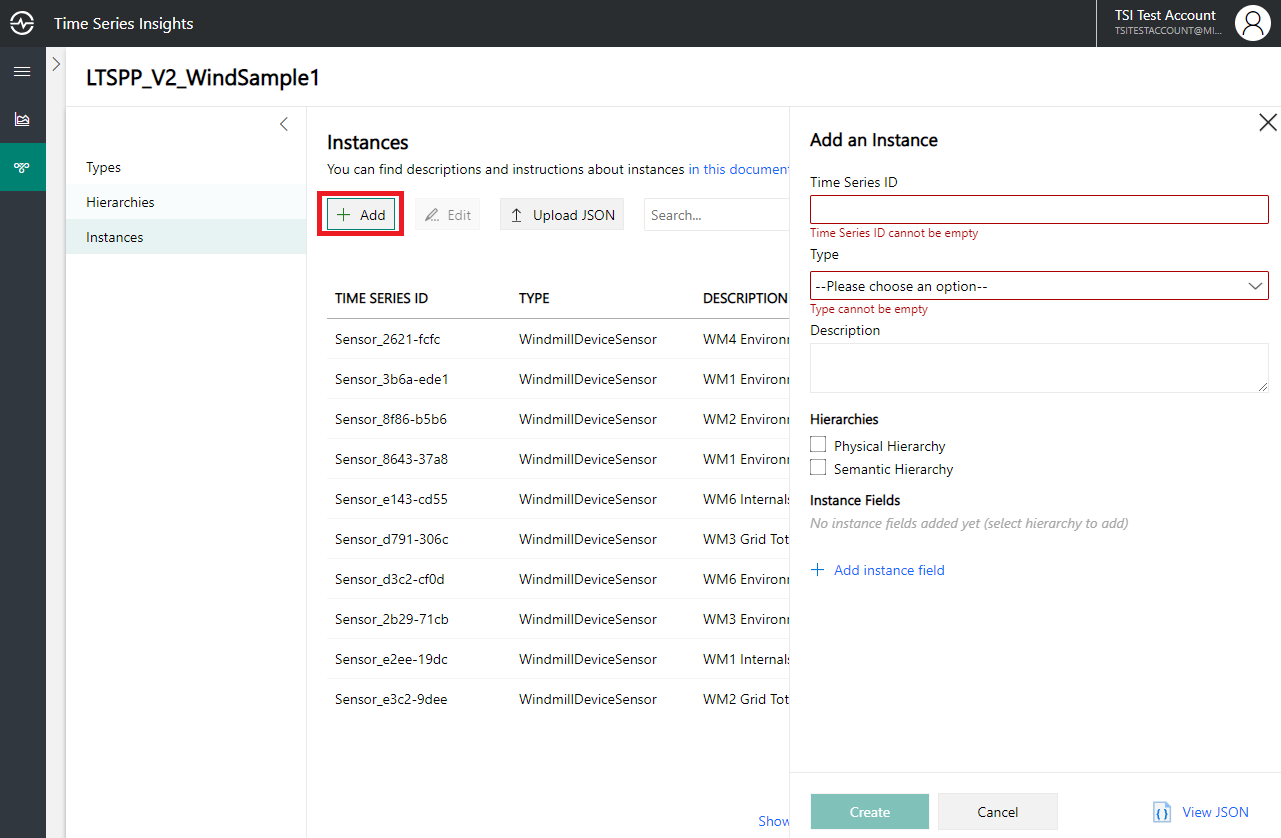 Time Series Insights
TSI Test Account
TSITESTACCOUNT@MI...
LTSPP_V2_WindSample1
Types
Hierarchies
Instances
Instances
You can find descriptions and instructions about instances in this document
Add
Edit
Upload JSON
Search...
TIME SERIES ID TYPE DESCRIPTION
Sensor_2621-fcfc WindmillDeviceSensor WM4 Environ
Sensor_3b6a-ede1 WindmillDeviceSensor WM1 Environ
Sensor_8f86-b5b6 WindmillDeviceSensor WM2 Environ
Sensor_8643-37a8 WindmillDeviceSensor WM1 Environ
Sensor_e143-cd55 WindmillDeviceSensor WM6 Internals
Sensor_d791-306c WindmillDeviceSensor WM3 Grid Tot
Sensor_d3c2-cf0d WindmillDeviceSensor WM6 Environ
Sensor_2b29-71cb WindmillDeviceSensor WM3 Environ
Sensor_e2ee-19dc WindmillDeviceSensor WM1 Internals
Sensor_e3c2-9dee WindmillDeviceSensor WM2 Grid Tot
Show
Add an Instance
Time Series ID
Time Series ID cannot be empty
Type
--Please choose an option--
Type cannot be empty
Description
Hierarchies
Physical Hierarchy
Semantic Hierarchy
Instance Fields
No instance fields added yet (select hierarchy to add)
Add instance field
Create
Cancel
View JSON